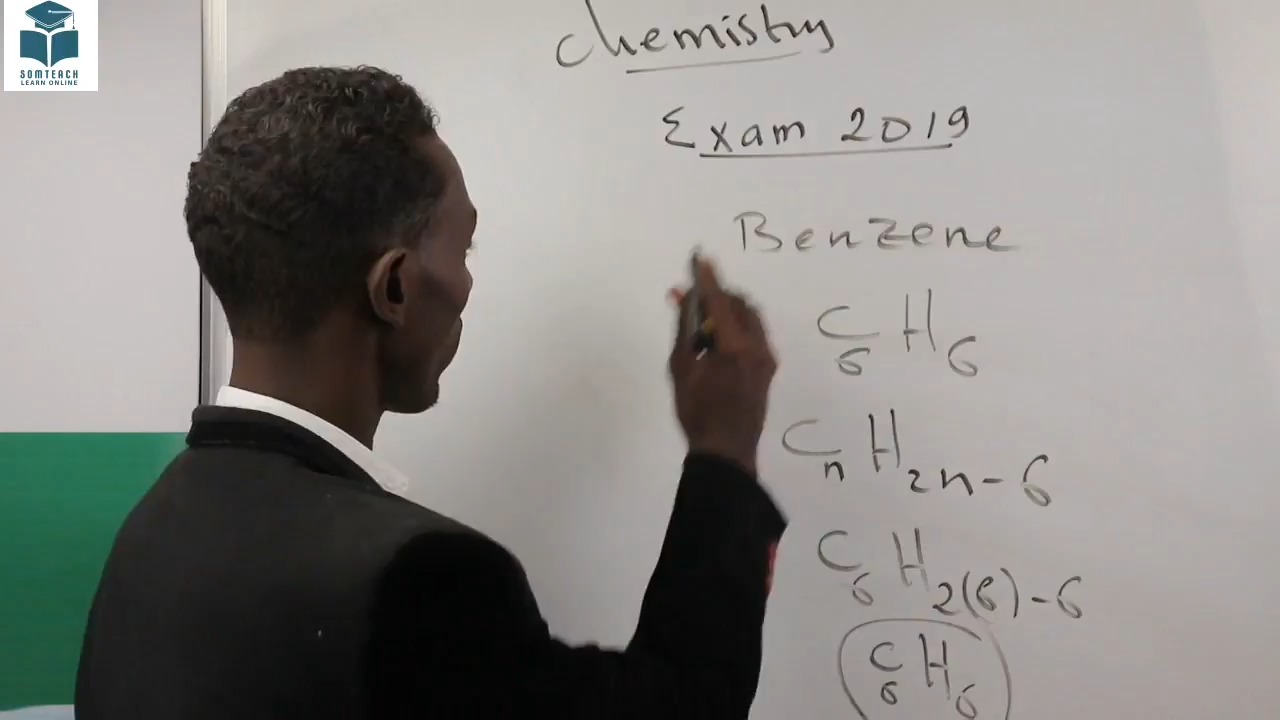 SOMTEACH
LEARN ONLINE
Chemistry
Exam 2019
Benzene
C6H6
CnH2n-6
C6H2(6)-6
C6H6